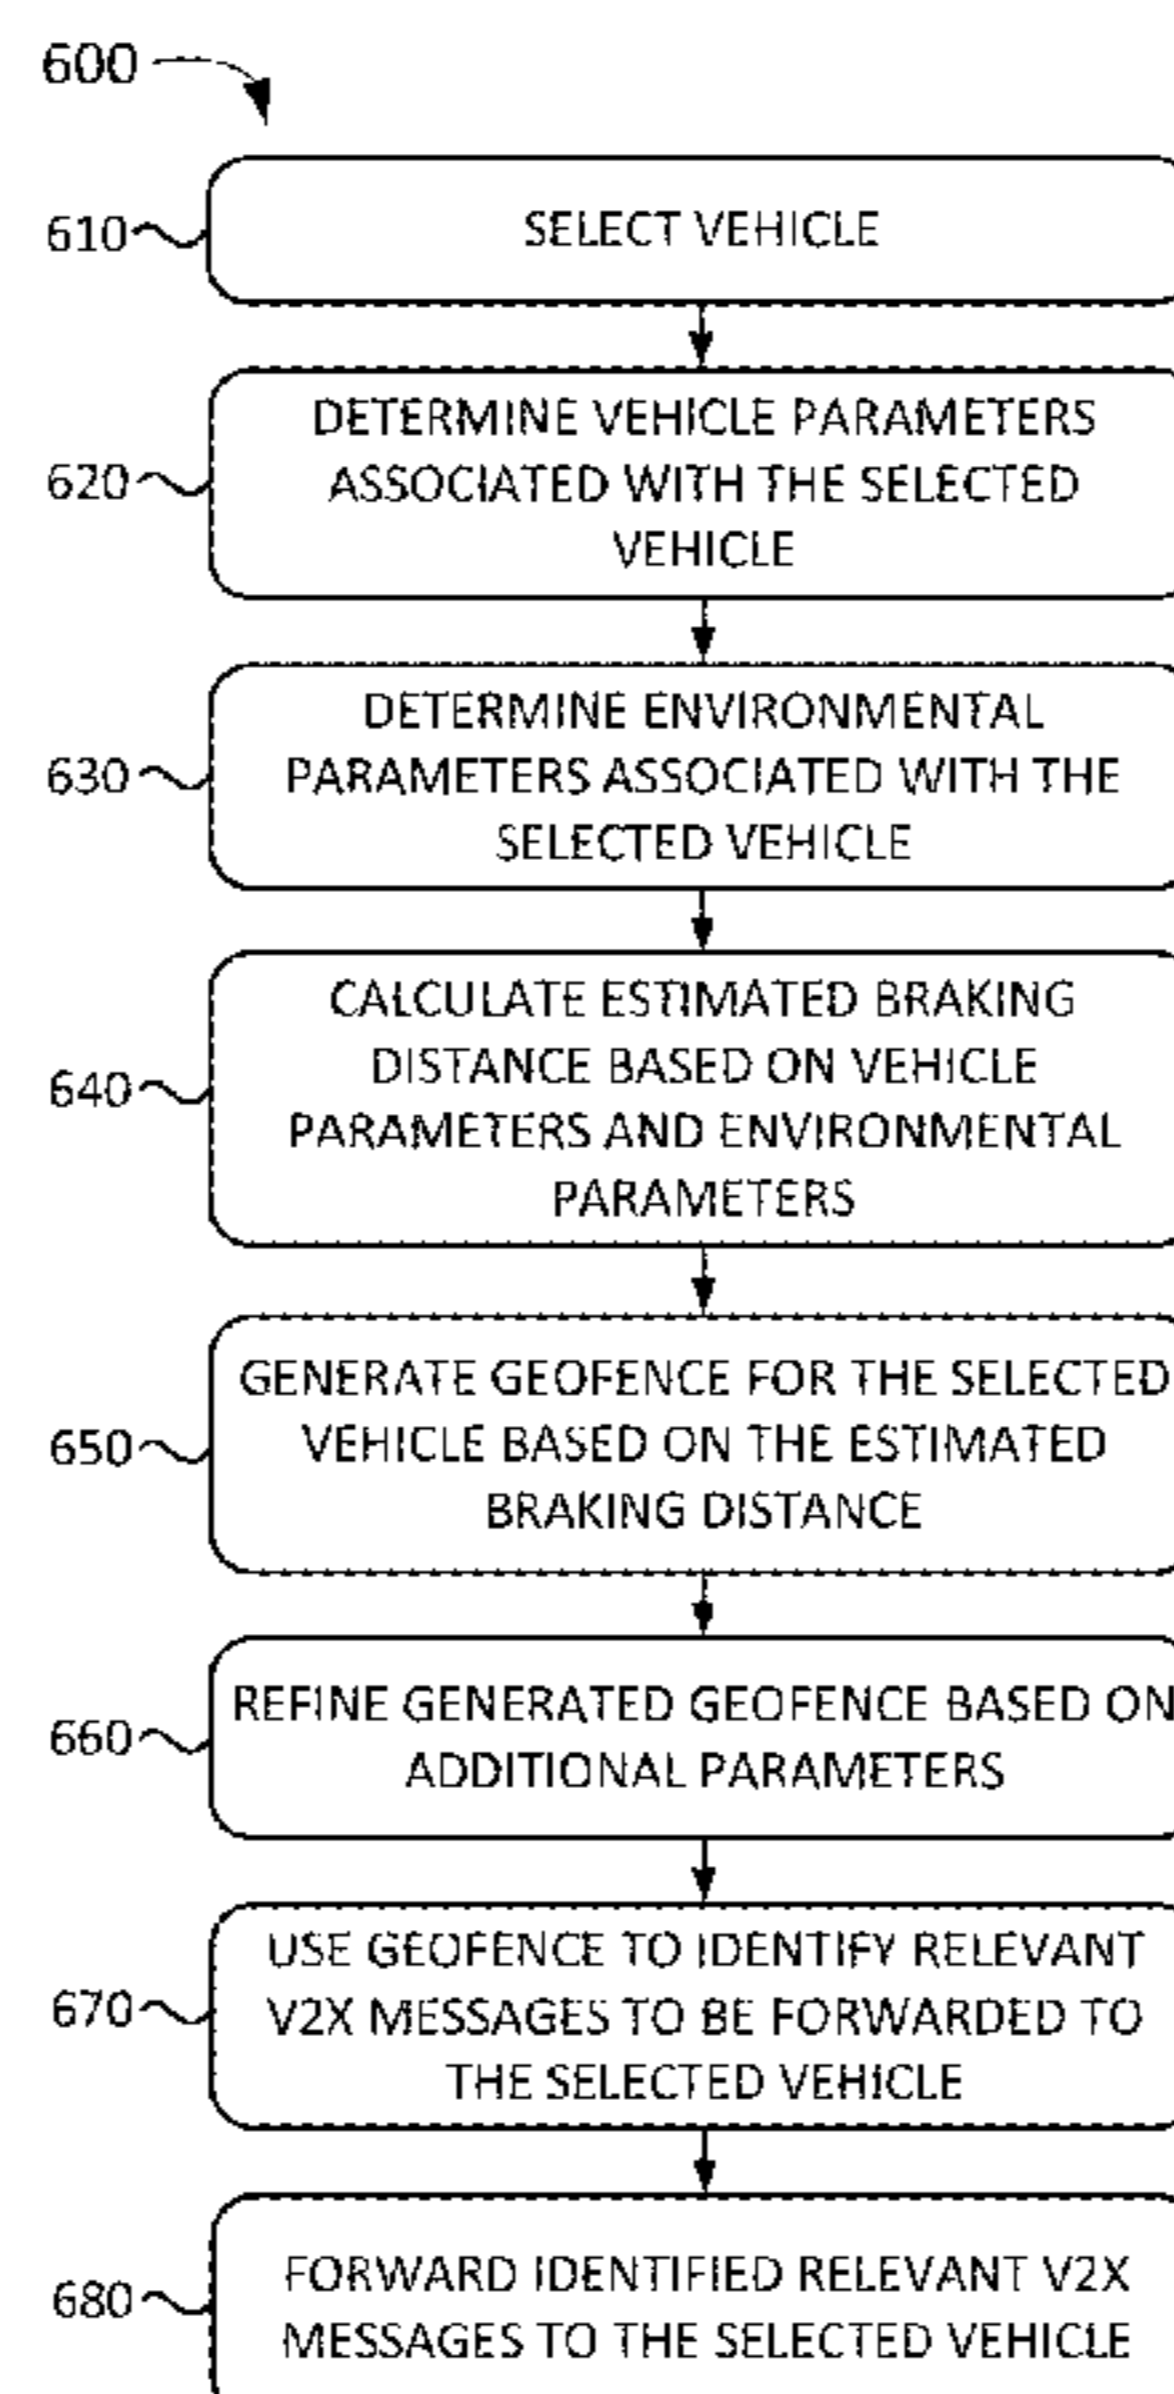 600
610
SELECT VEHICLE
620
DETERMINE VEHICLE PARAMETERS
ASSOCIATED WITH THE SELECTED
VEHICLE
630
DETERMINE ENVIRONMENTAL
PARAMETERS ASSOCIATED WITH THE
SELECTED VEHICLE
640
CALCULATE ESTIMATED BRAKING
DISTANCE BASED ON VEHICLE
PARAMETERS AND ENVIRONMENTAL
PARAMETERS
650
GENERATE GEOFENCE FOR THE SELECTED
VEHICLE BASED ON THE ESTIMATED
BRAKING DISTANCE
660
REFINE GENERATED GEOFENCE BASED ON
ADDITIONAL PARAMETERS
670
USE GEOFENCE TO IDENTIFY RELEVANT
V2X MESSAGES TO BE FORWARDED TO
THE SELECTED VEHICLE
680
FORWARD IDENTIFIED RELEVANT V2X
MESSAGES TO THE SELECTED VEHICLE